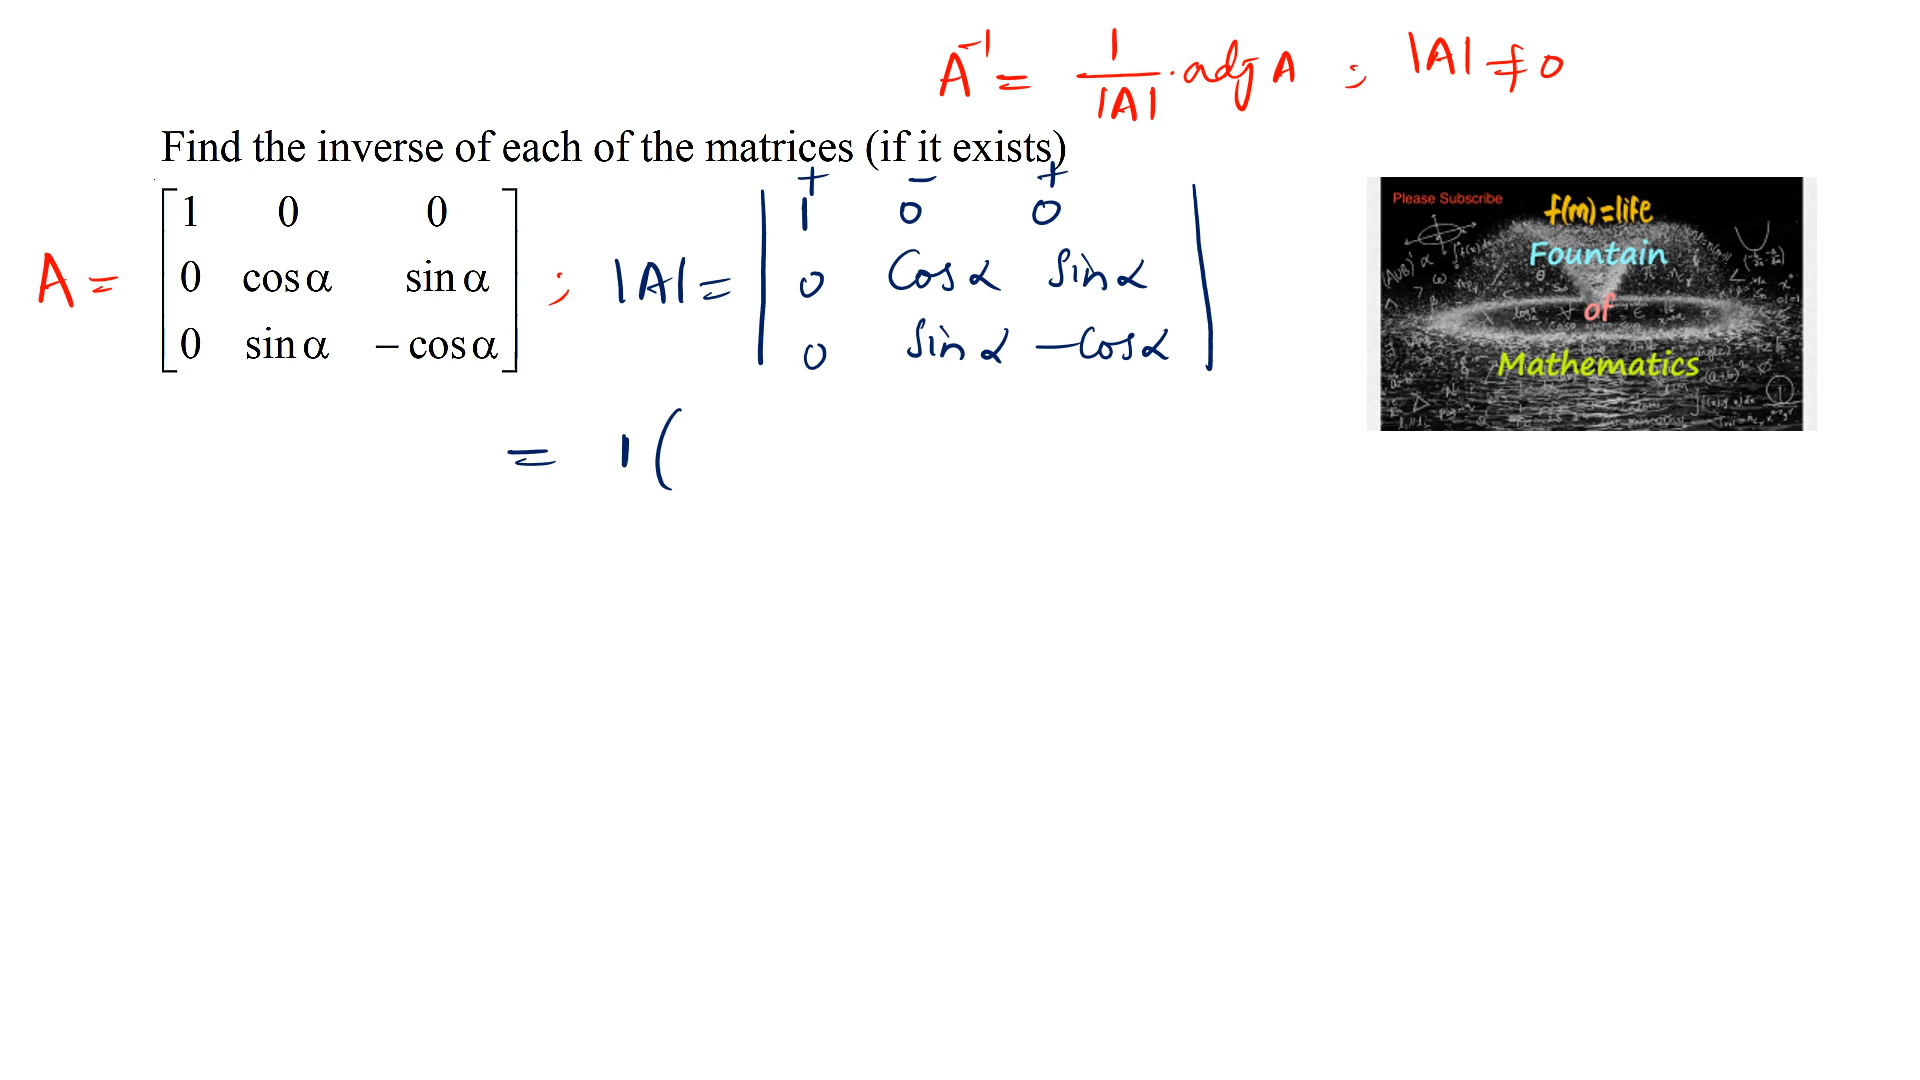 A⁻¹ = 1/|A| · adj A ; |A| ≠ 0
Find the inverse of each of the matrices (if it exists)
A = [1 0 0 ; |A| = | 1 0 0 |
+ − +
0 cos α sin α 0 Cos α Sin α
0 sin α − cos α] 0 Sin α −Cos α
= 1 (
Please Subscribe
f(m)=life
Fountain
of
Mathematics